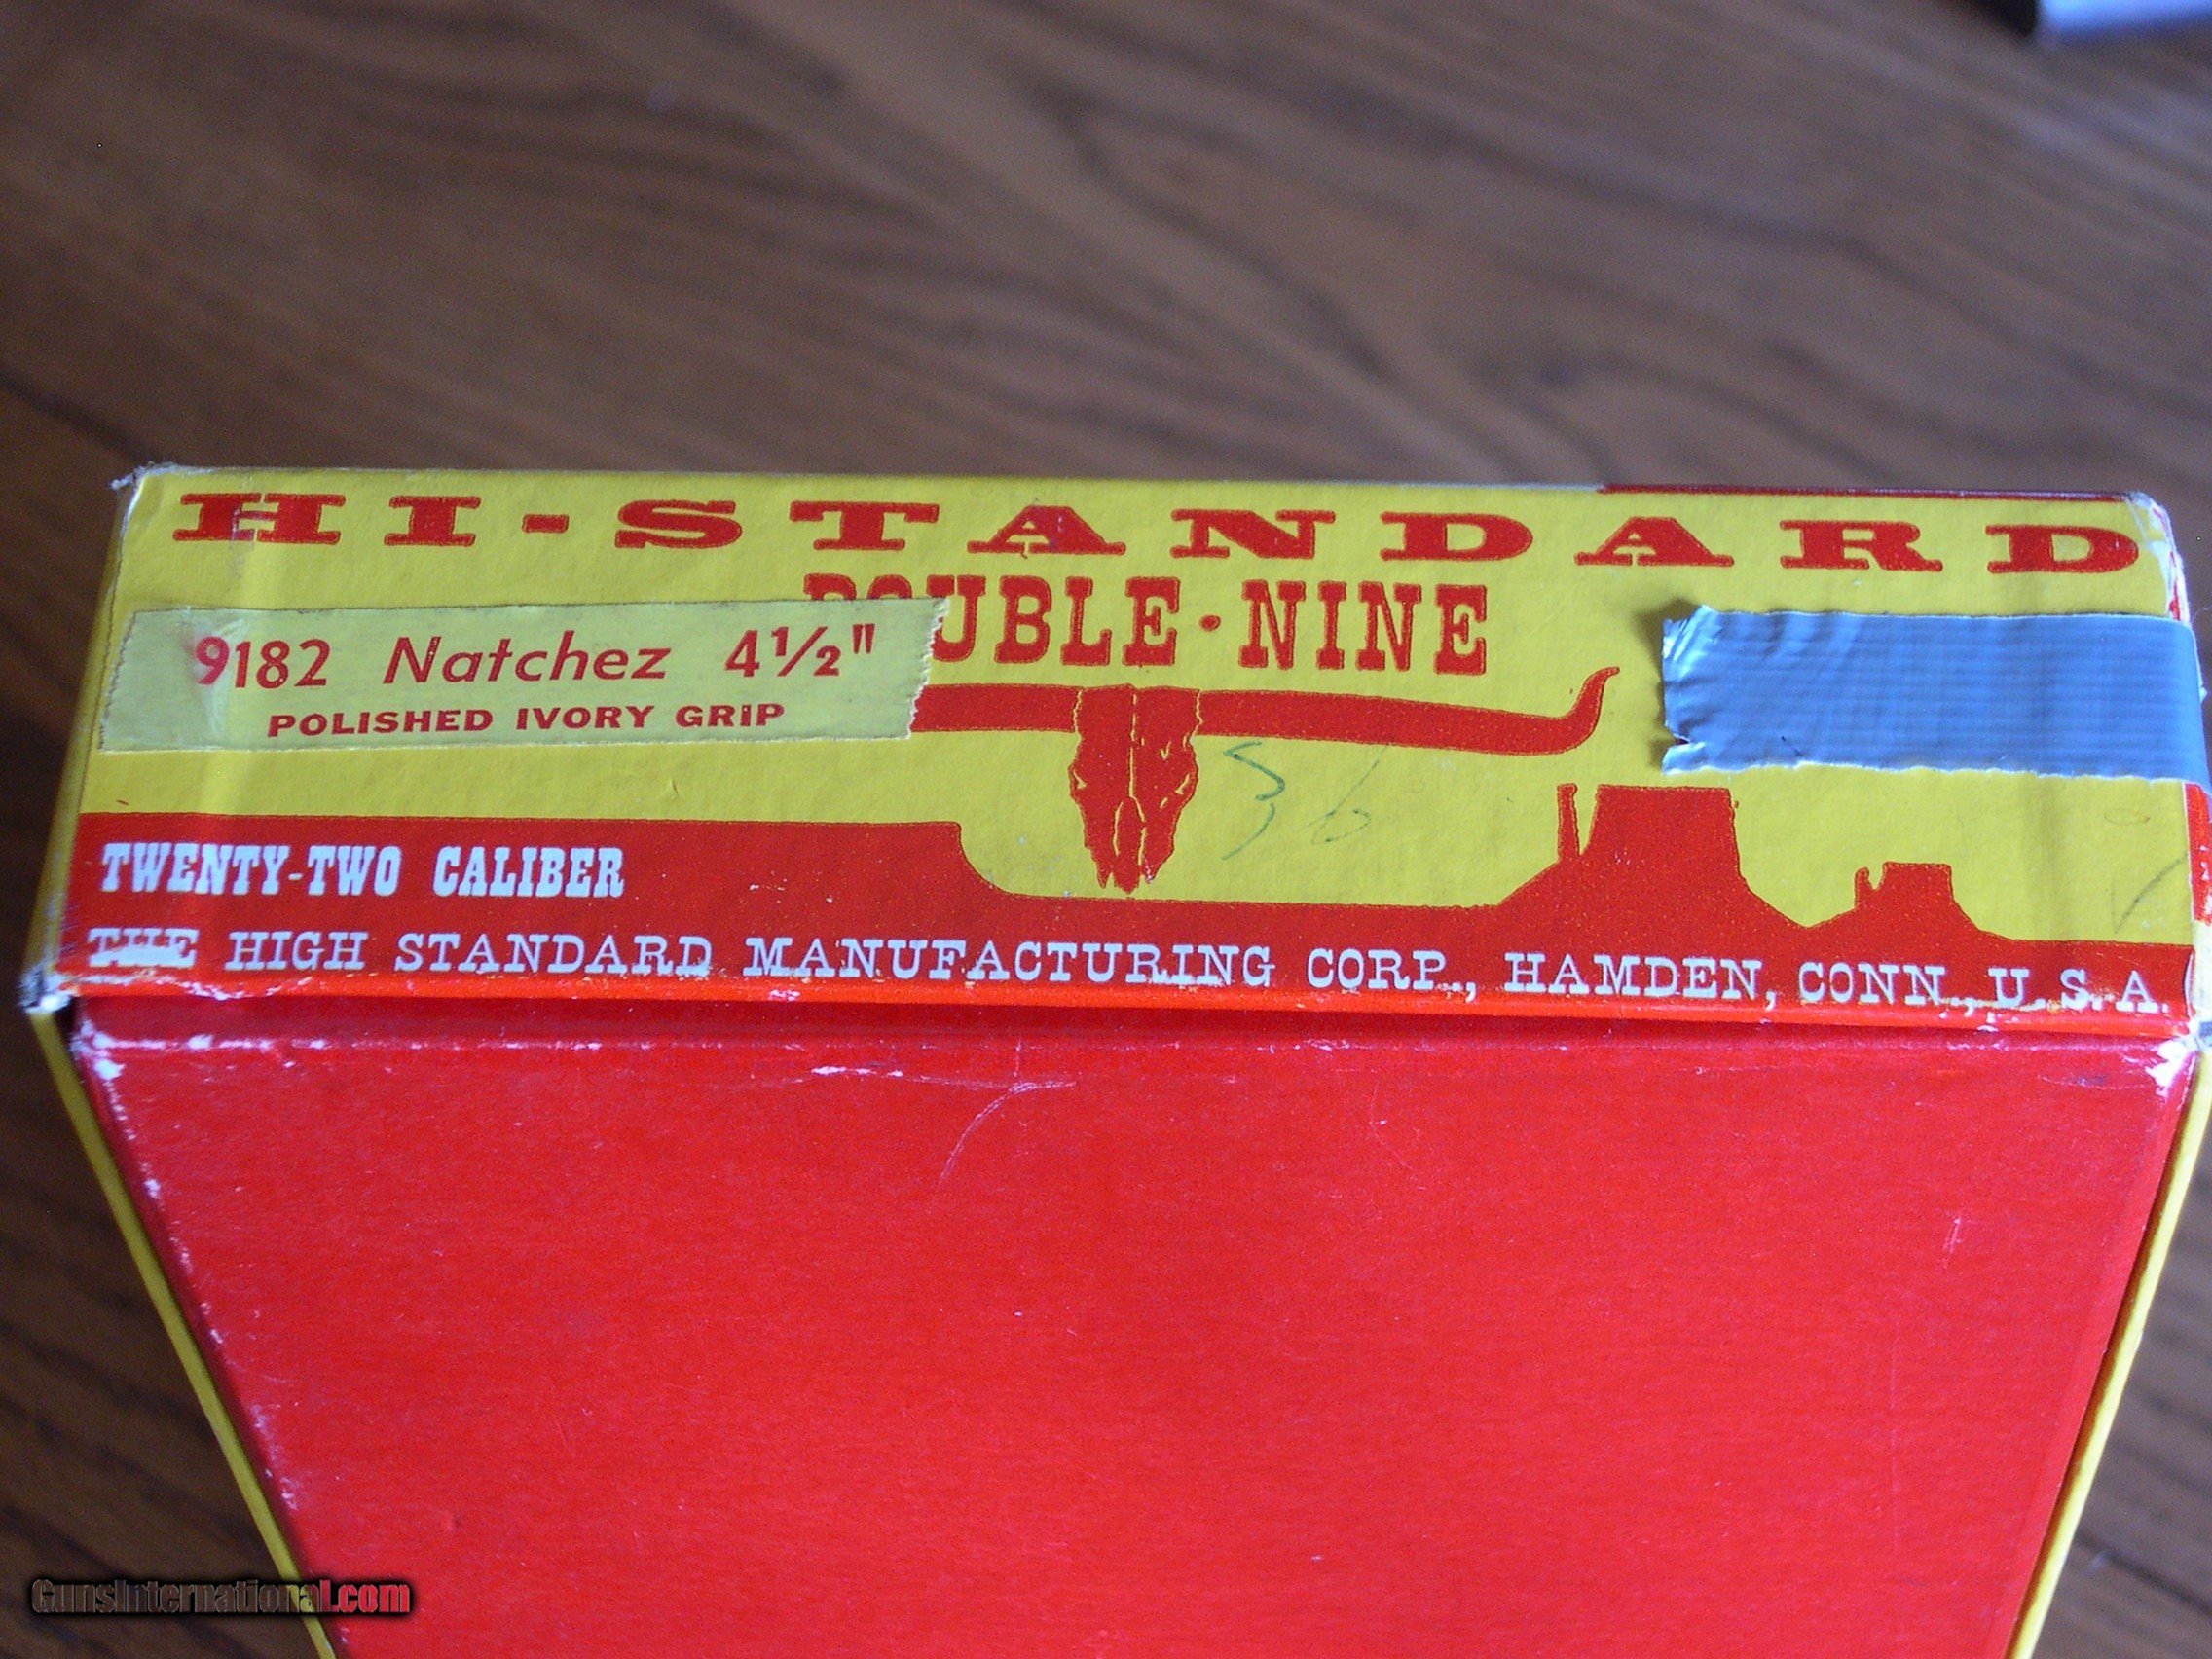 HI-STANDARD
DOUBLE·NINE
9182 Natchez 4½"
POLISHED IVORY GRIP
36
TWENTY-TWO CALIBER
THE HIGH STANDARD MANUFACTURING CORP., HAMDEN, CONN., U.S.A.
GunsInternational.com